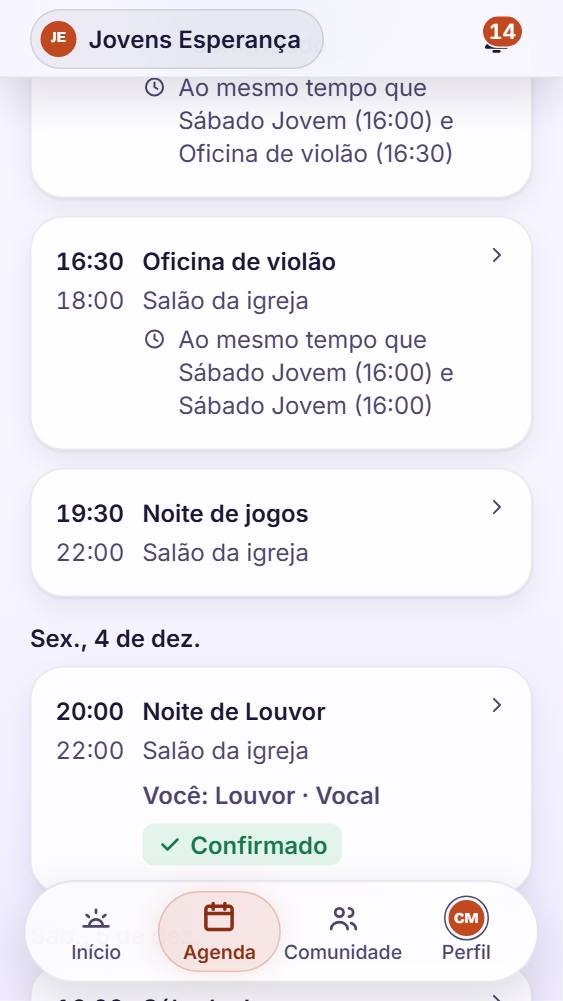 JE Jovens Esperança
14
Ao mesmo tempo que
Sábado Jovem (16:00) e
Oficina de violão (16:30)
16:30 Oficina de violão
18:00 Salão da igreja
Ao mesmo tempo que
Sábado Jovem (16:00) e
Sábado Jovem (16:00)
19:30 Noite de jogos
22:00 Salão da igreja
Sex., 4 de dez.
20:00 Noite de Louvor
22:00 Salão da igreja
Você: Louvor · Vocal
Confirmado
CM
Início Agenda Comunidade Perfil